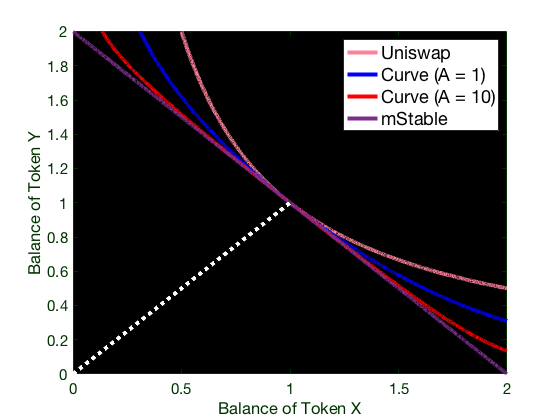 Uniswap
Curve (A = 1)
Curve (A = 10)
mStable
2
1.8
1.6
1.4
1.2
1
0.8
0.6
0.4
0.2
0
Balance of Token Y
0
0.5
1
1.5
2
Balance of Token X